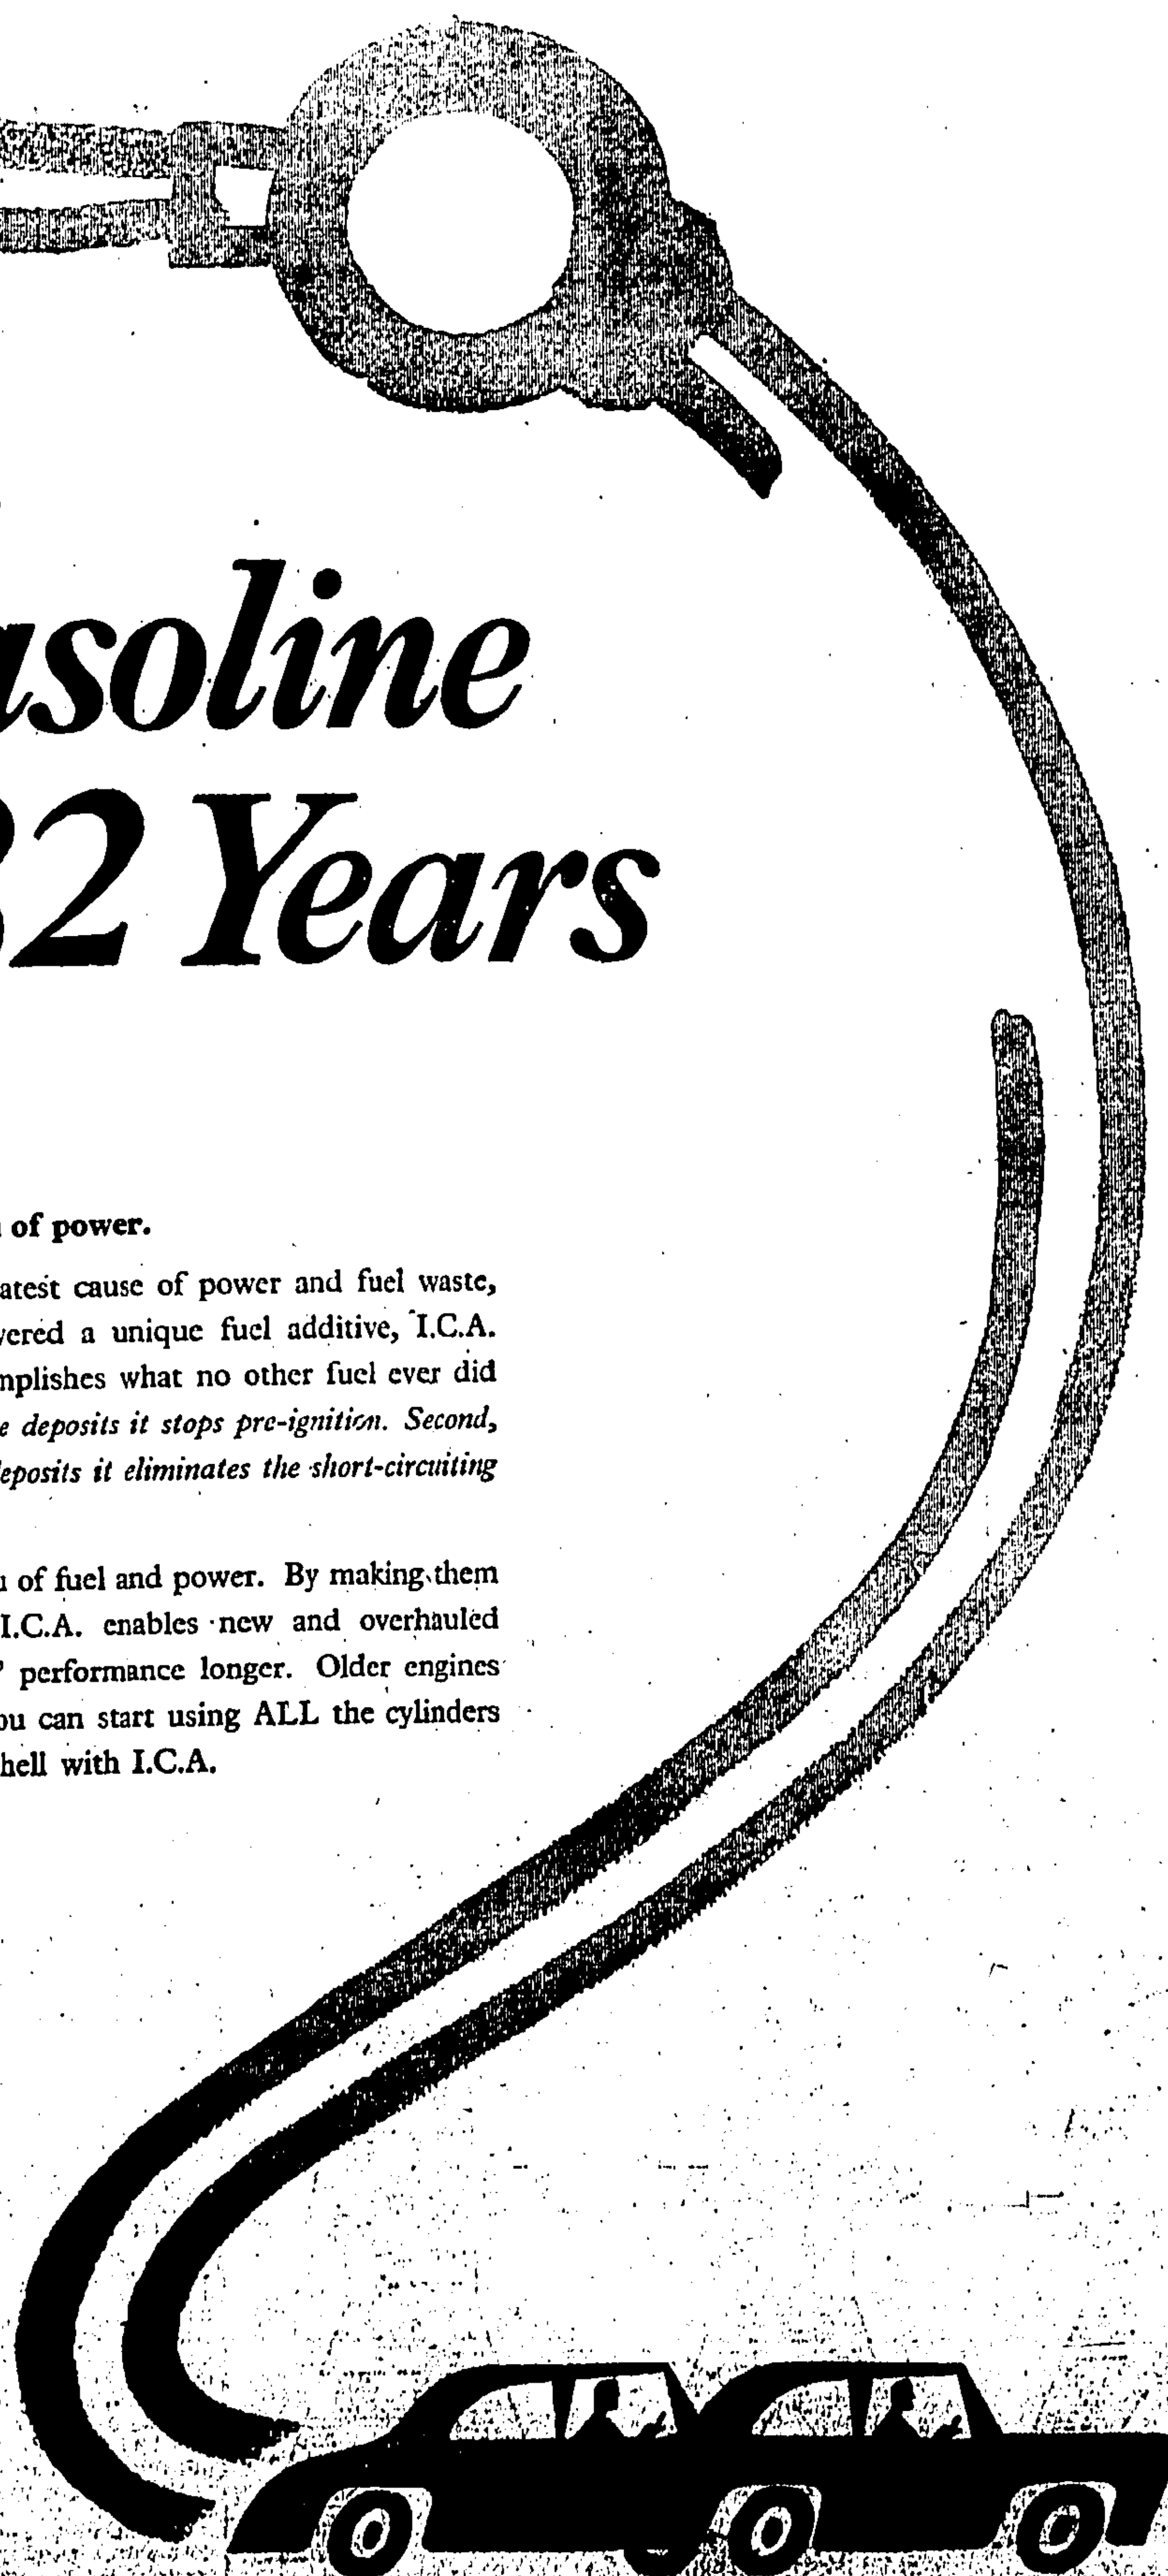 asoline
32 Years
of power.
atest cause of power and fuel waste,
vered a unique fuel additive, I.C.A.
mplishes what no other fuel ever did
e deposits it stops pre-ignition. Second,
deposits it eliminates the short-circuiting
u of fuel and power. By making them
I.C.A. enables new and overhauled
" performance longer. Older engines
ou can start using ALL the cylinders
hell with I.C.A.